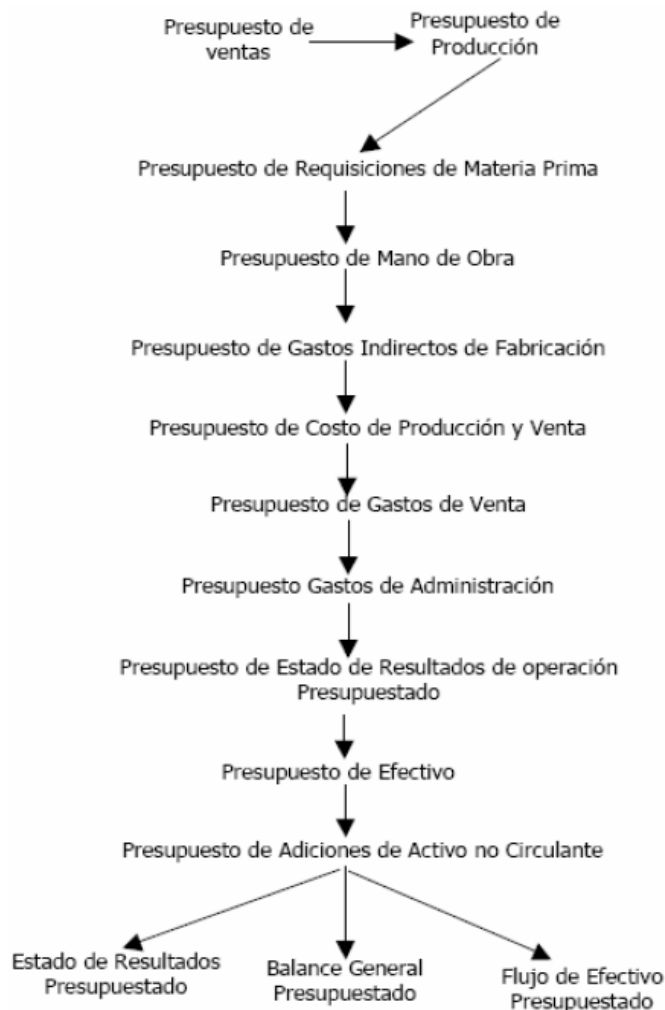 Presupuesto de
ventas
Presupuesto de
Producción
Presupuesto de Requisiciones de Materia Prima
Presupuesto de Mano de Obra
Presupuesto de Gastos Indirectos de Fabricación
Presupuesto de Costo de Producción y Venta
Presupuesto de Gastos de Venta
Presupuesto Gastos de Administración
Presupuesto de Estado de Resultados de operación
Presupuestado
Presupuesto de Efectivo
Presupuesto de Adiciones de Activo no Circulante
Estado de Resultados
Presupuestado
Balance General
Presupuestado
Flujo de Efectivo
Presupuestado